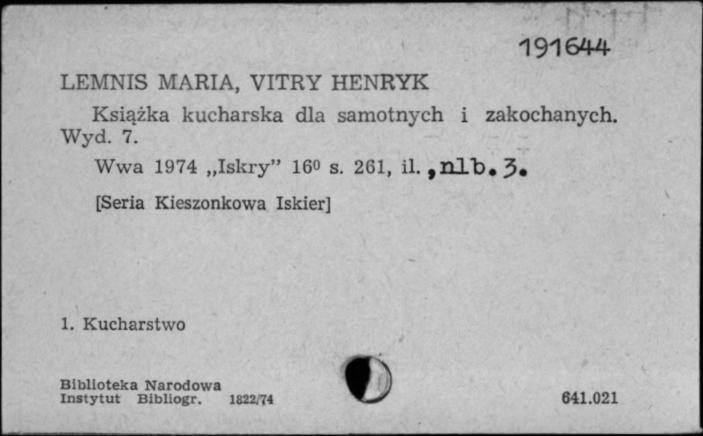 191644
LEMNIS MARIA, VITRY HENRYK
Książka kucharska dla samotnych i zakochanych.
Wyd. 7.
Wwa 1974 „Iskry” 16⁰ s. 261, il. , nlb. 3.
[Seria Kieszonkowa Iskier]
1. Kucharstwo
Biblioteka Narodowa
Instytut Bibliogr. 1822/74
641.021